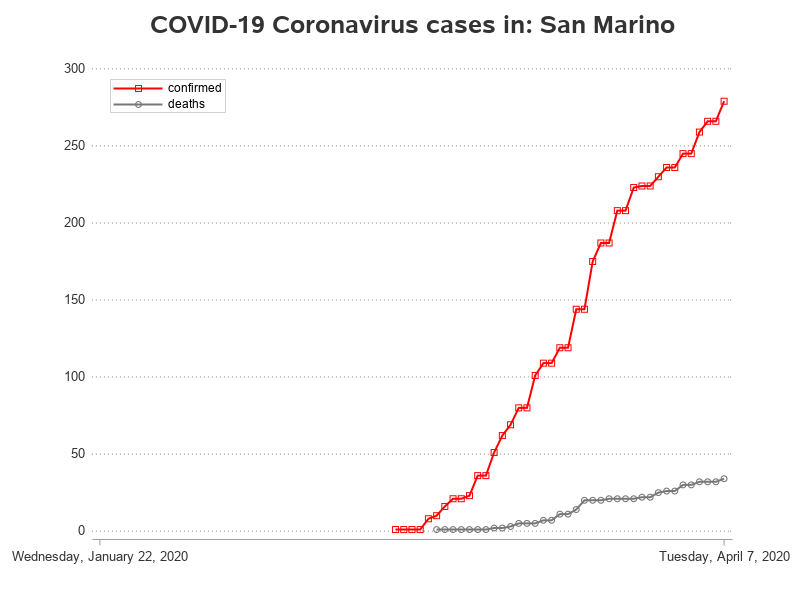 COVID-19 Coronavirus cases in: San Marino
300
confirmed
deaths
250
200
150
100
50
0
Wednesday, January 22, 2020
Tuesday, April 7, 2020